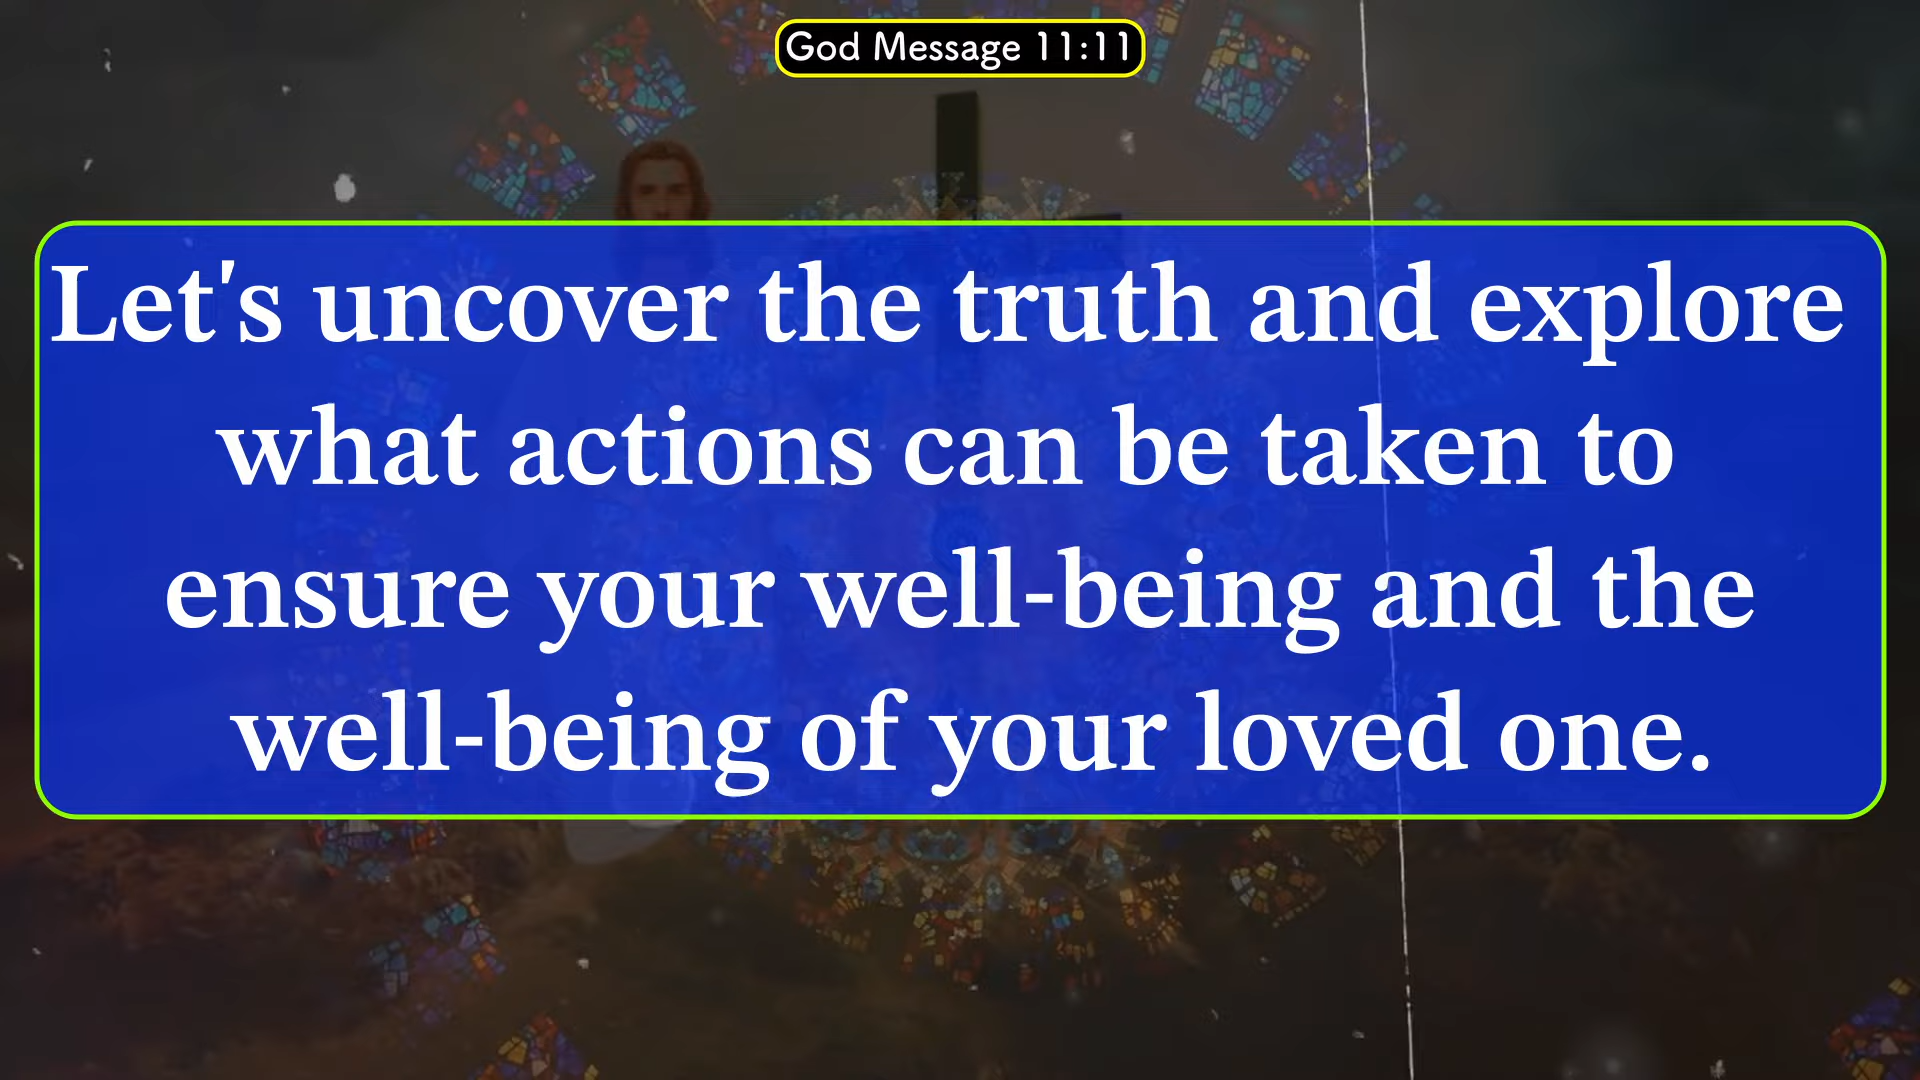 God Message 11:11
Let's uncover the truth and explore
what actions can be taken to
ensure your well-being and the
well-being of your loved one.